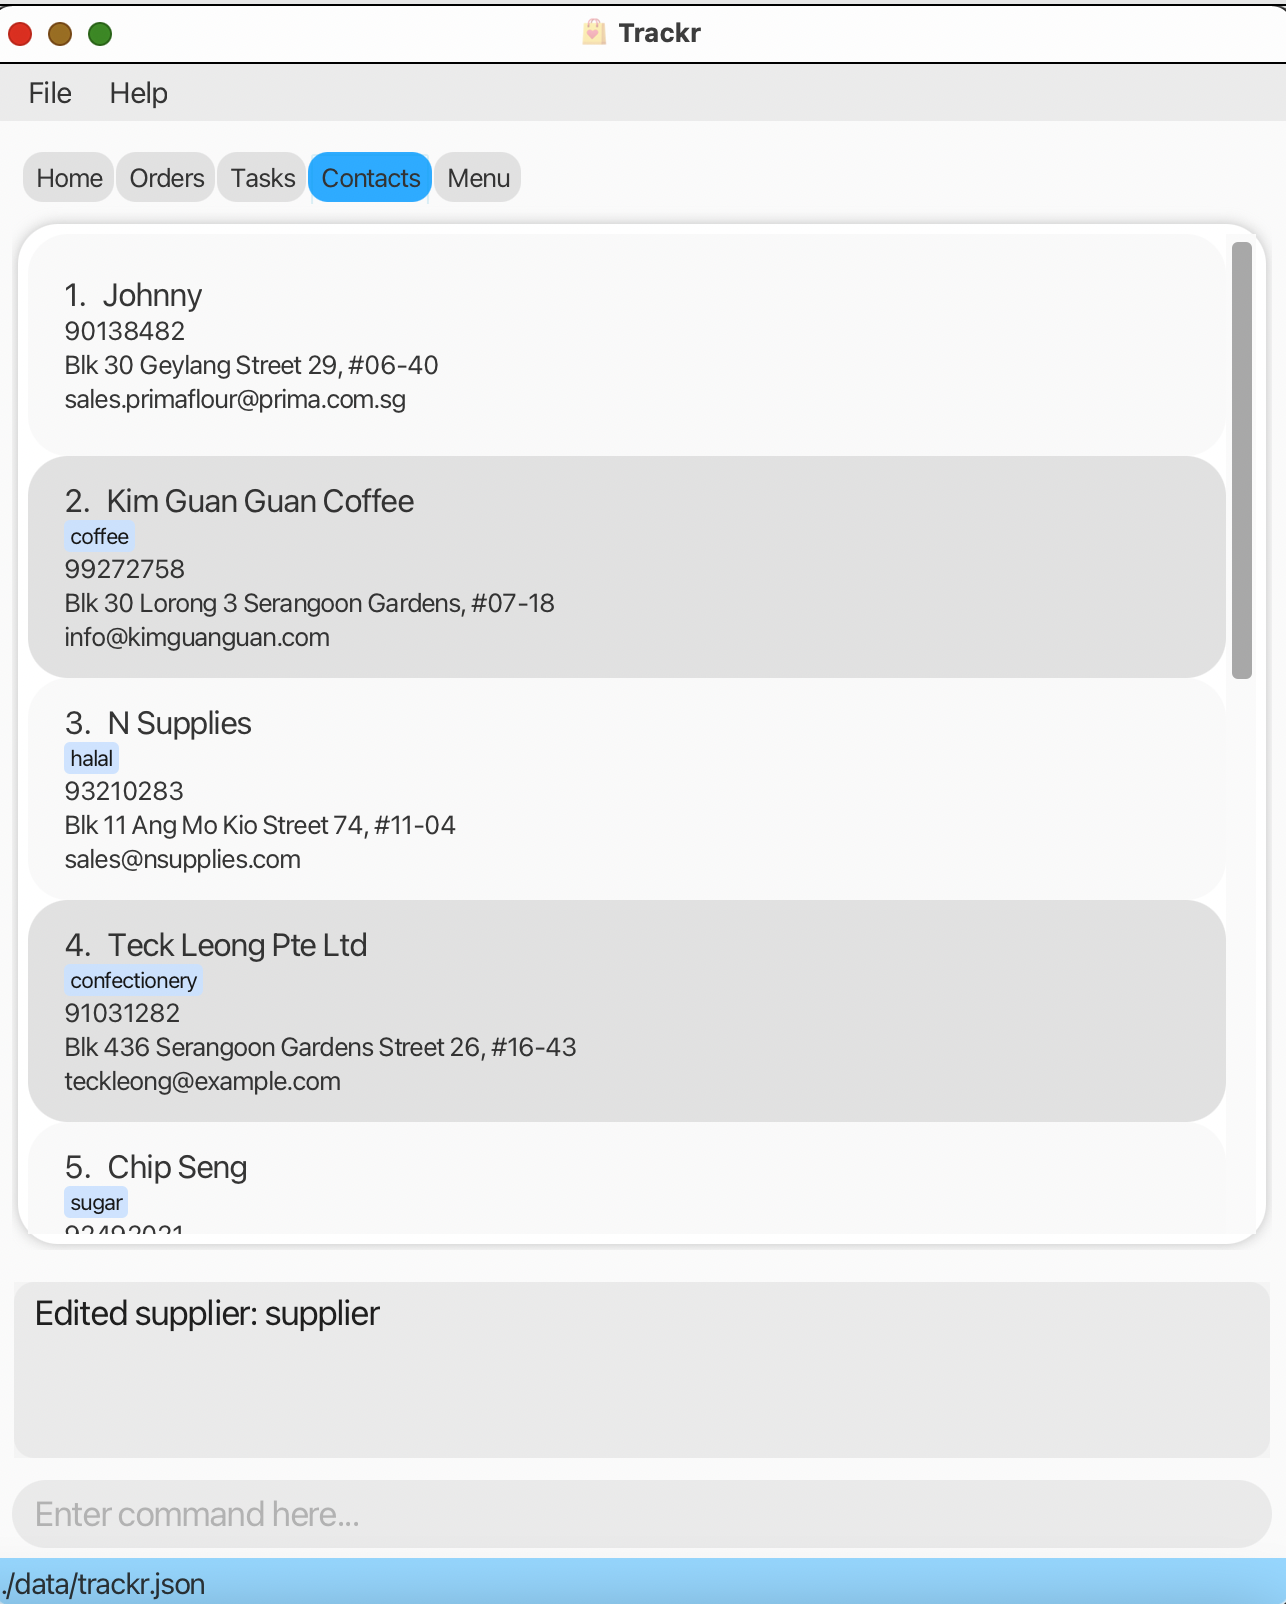 Trackr
File Help
Home Orders Tasks Contacts Menu
1. Johnny
90138482
Blk 30 Geylang Street 29, #06-40
sales.primaflour@prima.com.sg
2. Kim Guan Guan Coffee
coffee
99272758
Blk 30 Lorong 3 Serangoon Gardens, #07-18
info@kimguanguan.com
3. N Supplies
halal
93210283
Blk 11 Ang Mo Kio Street 74, #11-04
sales@nsupplies.com
4. Teck Leong Pte Ltd
confectionery
91031282
Blk 436 Serangoon Gardens Street 26, #16-43
teckleong@example.com
5. Chip Seng
sugar
Edited supplier: supplier
Enter command here...
./data/trackr.json